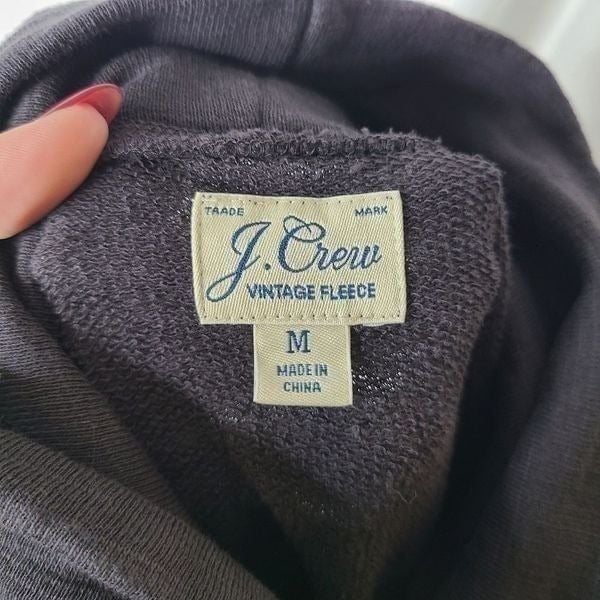 TRADE MARK
J. Crew
VINTAGE FLEECE
M
MADE IN
CHINA